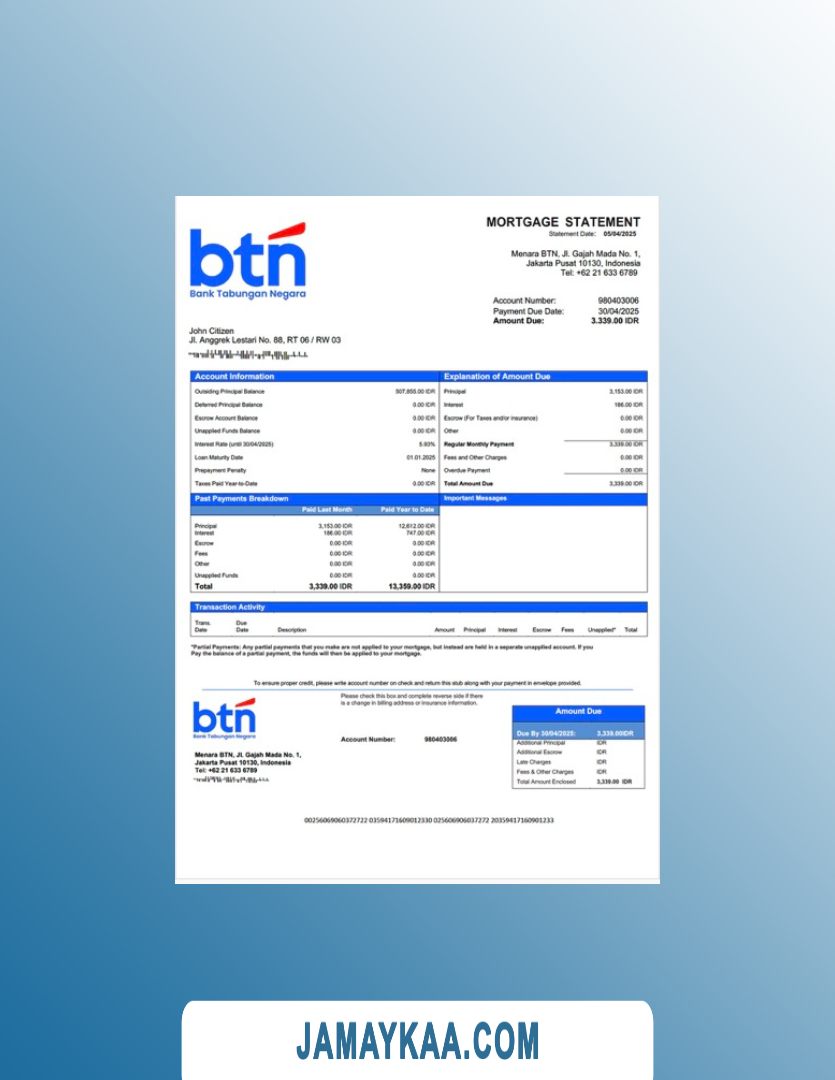 btn
Bank Tabungan Negara
MORTGAGE STATEMENT
Statement Date: 05/04/2025
Menara BTN, Jl. Gajah Mada No. 1,
Jakarta Pusat 10130, Indonesia
Tel: +62 21 633 6789
Account Number: 980403006
Payment Due Date: 30/04/2025
Amount Due: 3.339.00 IDR
John Citizen
Jl. Anggrek Lestari No. 88, RT 06 / RW 03
Account Information
Outsiding Principal Balance 507,855.00 IDR
Deferred Principal Balance 0.00 IDR
Escrow Account Balance 0.00 IDR
Unapplied Funds Balance 0.00 IDR
Interest Rate (until 30/04/2025) 5.93%
Loan Maturity Date 01.01.2025
Prepayment Penalty None
Taxes Paid Year-to-Date 0.00 IDR
Explanation of Amount Due
Principal 3,153.00 IDR
Interest 186.00 IDR
Escrow (For Taxes and/or insurance) 0.00 IDR
Other 0.00 IDR
Regular Monthly Payment 3,339.00 IDR
Fees and Other Charges 0.00 IDR
Overdue Payment 0.00 IDR
Total Amount Due 3,339.00 IDR
Past Payments Breakdown
Paid Last Month Paid Year to Date
Principal 3,153.00 IDR 12,612.00 IDR
Interest 186.00 IDR 747.00 IDR
Escrow 0.00 IDR 0.00 IDR
Fees 0.00 IDR 0.00 IDR
Other 0.00 IDR 0.00 IDR
Unapplied Funds 0.00 IDR 0.00 IDR
Total 3,339.00 IDR 13,359.00 IDR
Important Messages
Transaction Activity
Trans. Date Due Date Description Amount Principal Interest Escrow Fees Unapplied* Total
*Partial Payments: Any partial payments that you make are not applied to your mortgage, but instead are held in a separate unapplied account. If you
Pay the balance of a partial payment, the funds will then be applied to your mortgage.
To ensure proper credit, please write account number on check and return this stub along with your payment in envelope provided.
btn
Bank Tabungan Negara
Please check this box and complete reverse side if there
is a change in billing address or insurance information.
Account Number: 980403006
Menara BTN, Jl. Gajah Mada No. 1,
Jakarta Pusat 10130, Indonesia
Tel: +62 21 633 6789
Amount Due
Due By 30/04/2025: 3,339.00IDR
Additional Principal IDR
Additional Escrow IDR
Late Charges IDR
Fees & Other Charges IDR
Total Amount Enclosed 3,339.00 IDR
00256069060372722 03594171609012330 025606906037272 20359417160901233
JAMAYKAA.COM